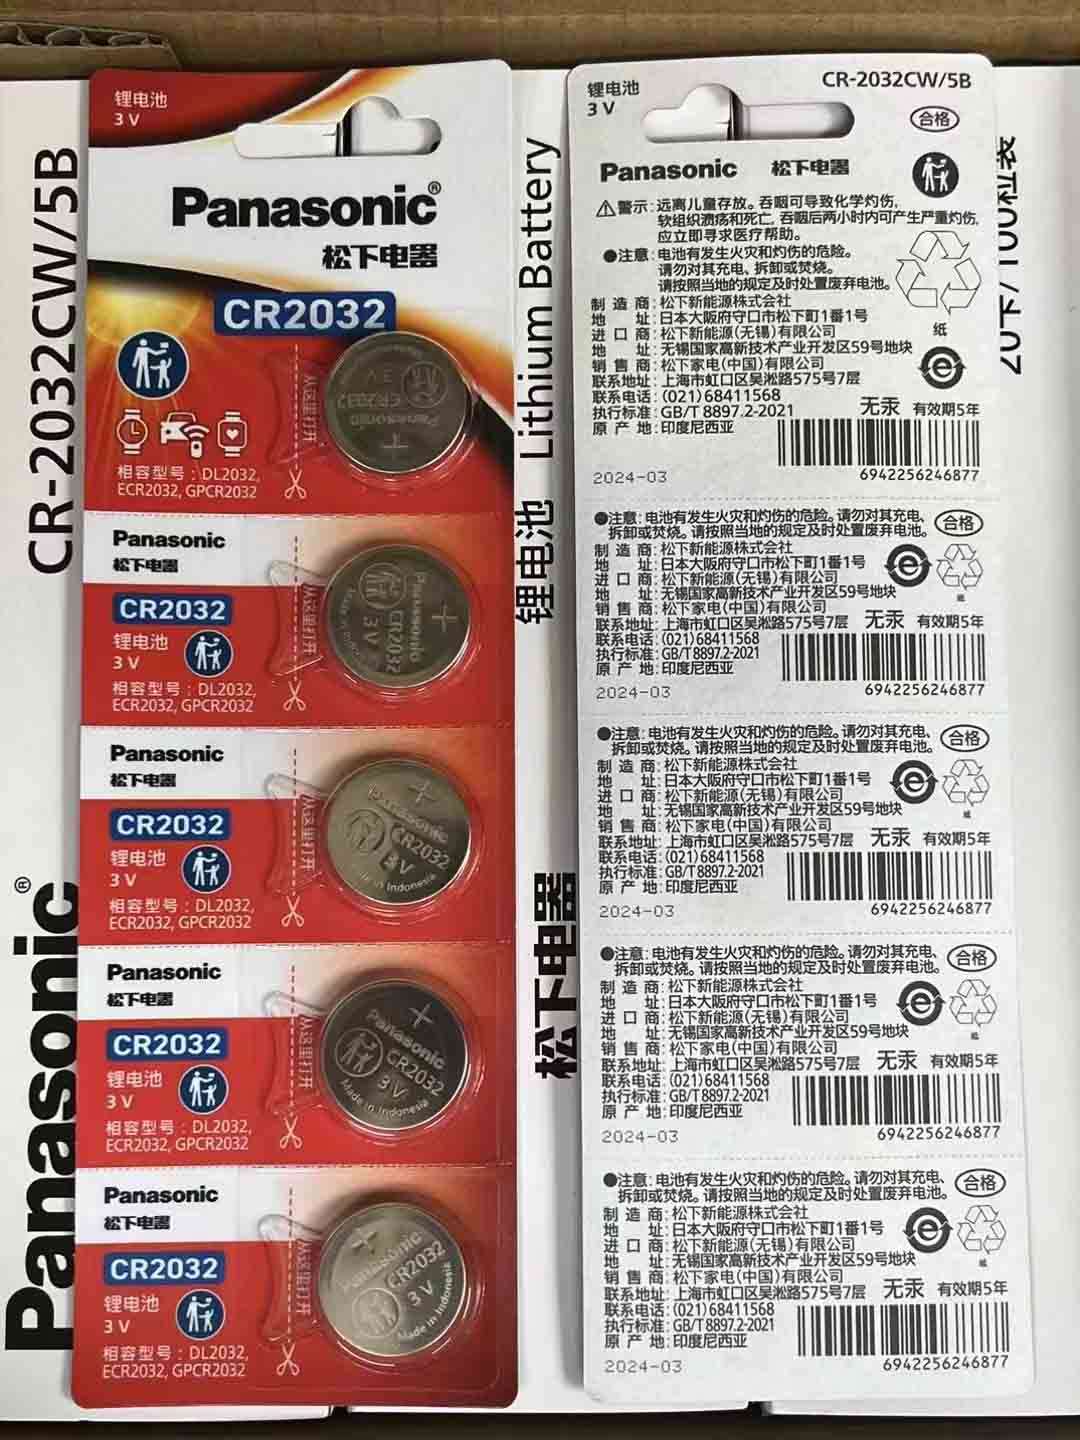 锂电池
3 V
Panasonic®
松下电器
CR2032
从这里打开
相容型号：DL2032,
ECR2032, GPCR2032
Panasonic
松下电器
CR2032
锂电池
3 V
从这里打开
相容型号：DL2032,
ECR2032, GPCR2032
Panasonic
松下电器
CR2032
锂电池
3 V
从这里打开
相容型号：DL2032,
ECR2032, GPCR2032
Panasonic
松下电器
CR2032
锂电池
3 V
从这里打开
相容型号：DL2032,
ECR2032, GPCR2032
Panasonic
松下电器
CR2032
锂电池
3 V
从这里打开
相容型号：DL2032,
ECR2032, GPCR2032
+
Panasonic
CR2032
3V
+
Panasonic
CR2032
3V
+
Panasonic
CR2032
3V
Made in Indonesia
+
Panasonic
CR2032
3V
Made in Indonesia
+
Panasonic
CR2032
3V
Made in Indonesia
锂电池
3 V
CR-2032CW/5B
合格
Panasonic 松下电器
警示: 远离儿童存放。吞咽可导致化学灼伤,
软组织溃疡和死亡, 吞咽后两小时内可产生严重灼伤,
应立即寻求医疗帮助。
●注意: 电池有发生火灾和灼伤的危险。
请勿对其充电、拆卸或焚烧。
请按照当地的规定及时处置废弃电池。
制造商: 松下新能源株式会社
地址: 日本大阪府守口市松下町1番1号
纸
进口商: 松下新能源(无锡)有限公司
地址: 无锡国家高新技术产业开发区59号地块
销售商: 松下家电(中国)有限公司
联系地址: 上海市虹口区吴淞路575号7层
联系电话: (021)68411568
执行标准: GB/T 8897.2-2021 无汞 有效期5年
原产地: 印度尼西亚
2024-03 6942256246877
●注意: 电池有发生火灾和灼伤的危险。请勿对其充电、
拆卸或焚烧。请按照当地的规定及时处置废弃电池。
合格
制造商: 松下新能源株式会社
地址: 日本大阪府守口市松下町1番1号
进口商: 松下新能源(无锡)有限公司
地址: 无锡国家高新技术产业开发区59号地块
纸
销售商: 松下家电(中国)有限公司
联系地址: 上海市虹口区吴淞路575号7层 无汞 有效期5年
联系电话: (021)68411568
执行标准: GB/T 8897.2-2021
原产地: 印度尼西亚
2024-03 6942256246877
●注意: 电池有发生火灾和灼伤的危险。请勿对其充电、
拆卸或焚烧。请按照当地的规定及时处置废弃电池。
合格
制造商: 松下新能源株式会社
地址: 日本大阪府守口市松下町1番1号
进口商: 松下新能源(无锡)有限公司
地址: 无锡国家高新技术产业开发区59号地块
纸
销售商: 松下家电(中国)有限公司
联系地址: 上海市虹口区吴淞路575号7层 无汞 有效期5年
联系电话: (021)68411568
执行标准: GB/T 8897.2-2021
原产地: 印度尼西亚
2024-03 6942256246877
●注意: 电池有发生火灾和灼伤的危险。请勿对其充电、
拆卸或焚烧。请按照当地的规定及时处置废弃电池。
合格
制造商: 松下新能源株式会社
地址: 日本大阪府守口市松下町1番1号
进口商: 松下新能源(无锡)有限公司
地址: 无锡国家高新技术产业开发区59号地块
纸
销售商: 松下家电(中国)有限公司
联系地址: 上海市虹口区吴淞路575号7层 无汞 有效期5年
联系电话: (021)68411568
执行标准: GB/T 8897.2-2021
原产地: 印度尼西亚
2024-03 6942256246877
●注意: 电池有发生火灾和灼伤的危险。请勿对其充电、
拆卸或焚烧。请按照当地的规定及时处置废弃电池。
合格
制造商: 松下新能源株式会社
地址: 日本大阪府守口市松下町1番1号
进口商: 松下新能源(无锡)有限公司
地址: 无锡国家高新技术产业开发区59号地块
纸
销售商: 松下家电(中国)有限公司
联系地址: 上海市虹口区吴淞路575号7层 无汞 有效期5年
联系电话: (021)68411568
执行标准: GB/T 8897.2-2021
原产地: 印度尼西亚
2024-03 6942256246877
CR-2032CW/5B
Panasonic®
锂电池 Lithium Battery
松下电器